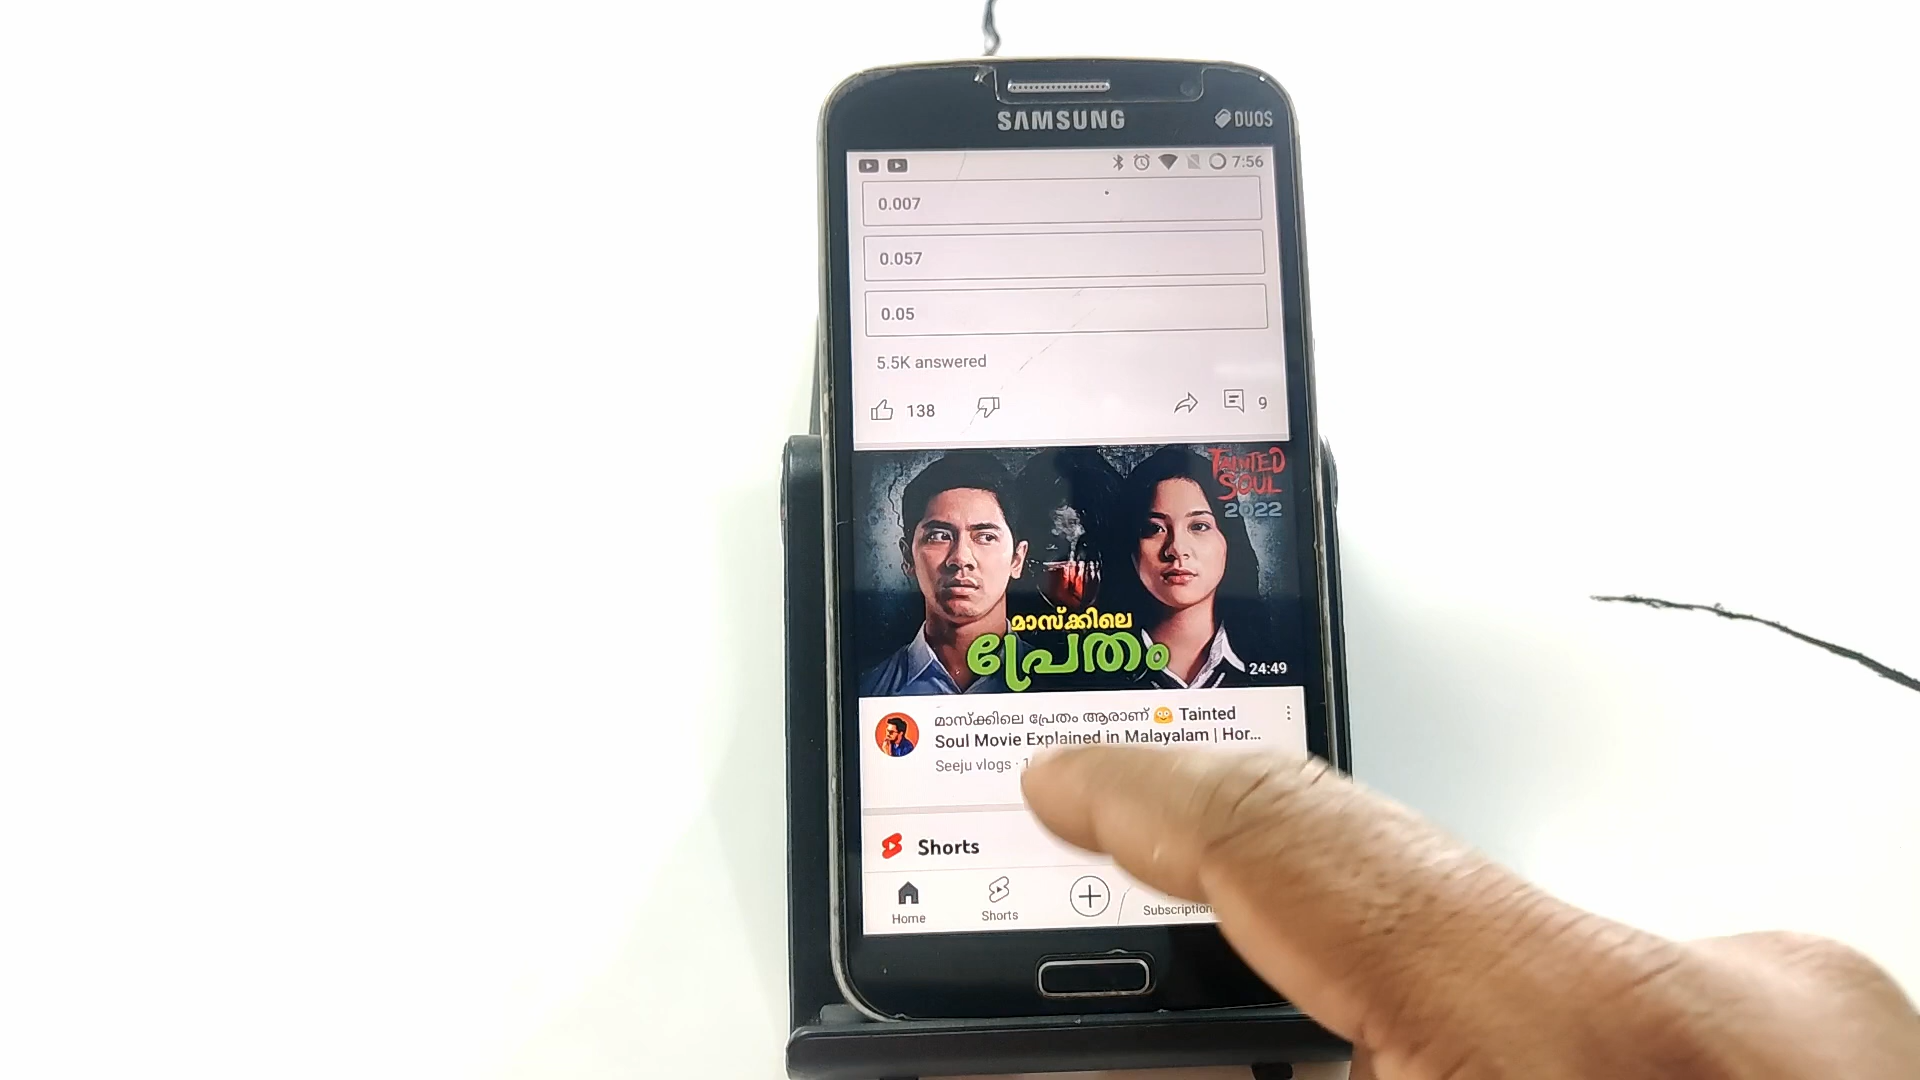 SAMSUNG
DUOS
7:56
0.007
0.057
0.05
5.5K answered
138
9
TAINTED
SOUL
2022
മാസ്ക്കിലെ
പ്രേതം
24:49
മാസ്ക്കിലെ പ്രേതം ആരാണ് Tainted
Soul Movie Explained in Malayalam | Hor...
Seeju vlogs ·
Shorts
Home
Shorts
Subscription